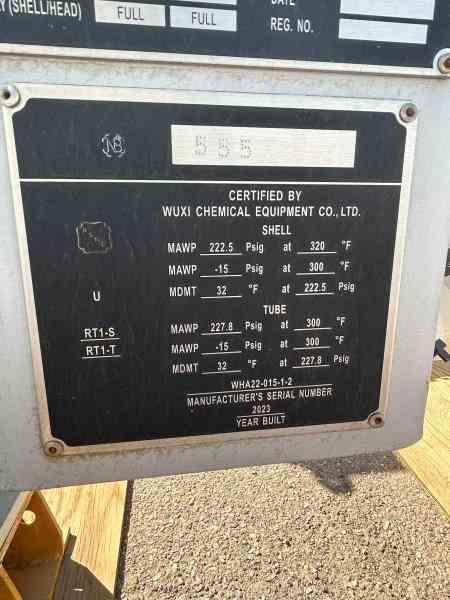 Y (SHELL/HEAD) FULL FULL
REG. NO.
NB
555
CERTIFIED BY
WUXI CHEMICAL EQUIPMENT CO., LTD.
SHELL
MAWP 222.5 Psig at 320 °F
MAWP -15 Psig at 300 °F
MDMT 32 °F at 222.5 Psig
U
TUBE
RT1-S
RT1-T
MAWP 227.8 Psig at 300 °F
MAWP -15 Psig at 300 °F
MDMT 32 °F at 227.8 Psig
WHA22-015-1-2
MANUFACTURER'S SERIAL NUMBER
2023
YEAR BUILT